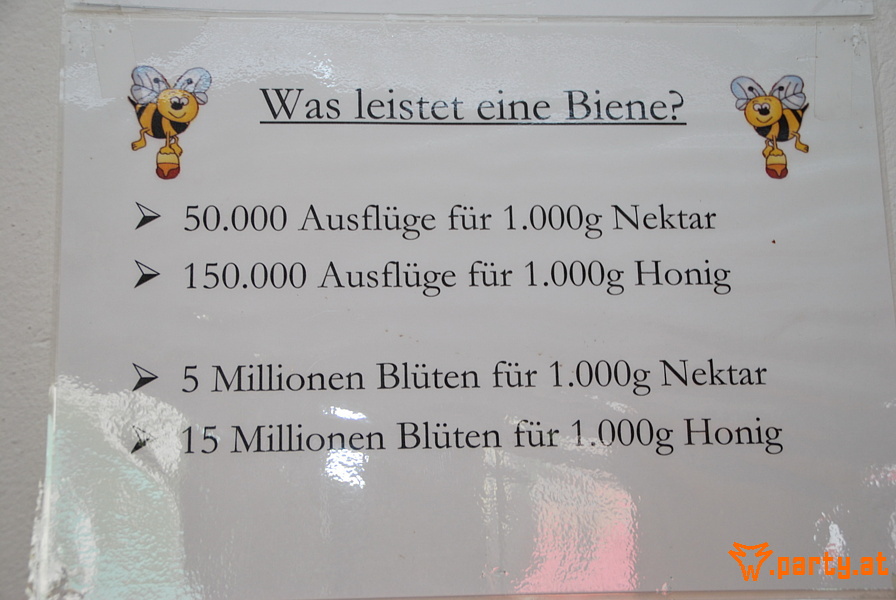 Was leistet eine Biene?
50.000 Ausflüge für 1.000g Nektar
150.000 Ausflüge für 1.000g Honig
5 Millionen Blüten für 1.000g Nektar
15 Millionen Blüten für 1.000g Honig
.party.at